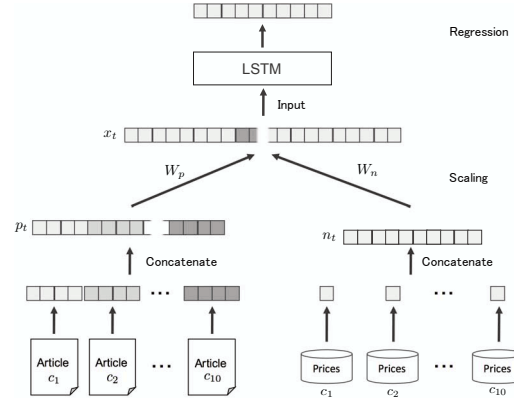 Regression
LSTM
Input
x_t
W_p
W_n
Scaling
p_t
n_t
Concatenate
Concatenate
...
...
Article c_1
Article c_2
...
Article c_10
Prices
Prices
...
Prices
c_1
c_2
c_10